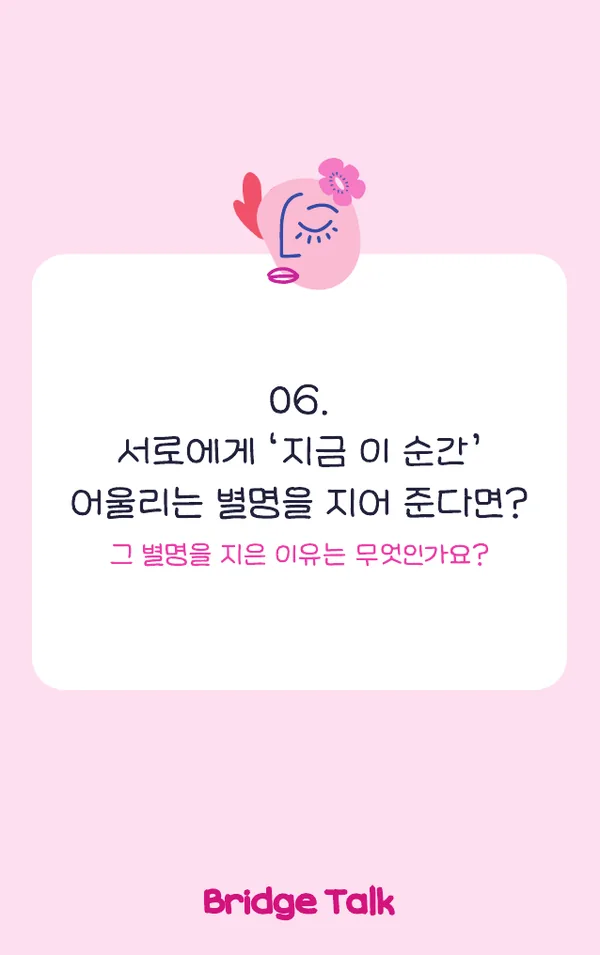 06.
서로에게 ‘지금 이 순간’
어울리는 별명을 지어 준다면?
그 별명을 지은 이유는 무엇인가요?
Bridge Talk